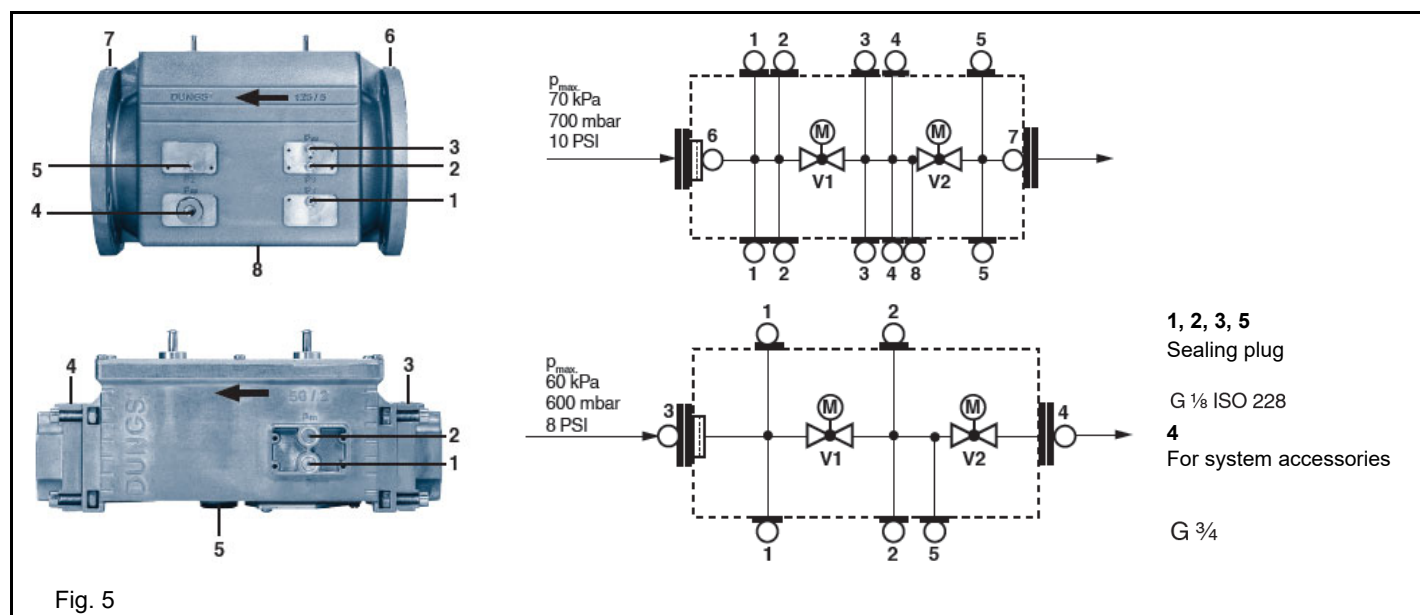 7
6
DUNGS
125 / 5
3
5
2
4
1
8
1 2 3 4 5
Pmax.
70 kPa
700 mbar
10 PSI
6
M
M
7
V1
V2
1 2 3 4 8 5
4
3
DUNGS
50 / 2
2
1
5
1 2
Pmax.
60 kPa
600 mbar
8 PSI
3
M
M
4
V1
V2
1 2 5
1, 2, 3, 5
Sealing plug
G ⅛ ISO 228
4
For system accessories
G ¾
Fig. 5